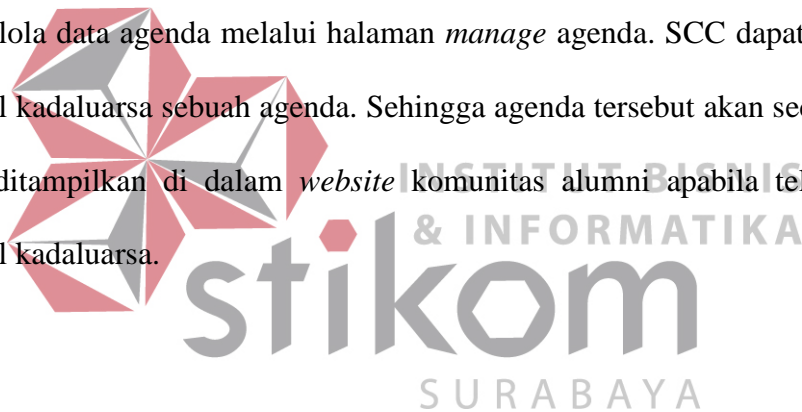 lola data agenda melalui halaman manage agenda. SCC dapat
l kadaluarsa sebuah agenda. Sehingga agenda tersebut akan sec
ditampilkan di dalam website komunitas alumni apabila tel
l kadaluarsa.
INSTITUT BISNIS
& INFORMATIKA
stikom
SURABAYA